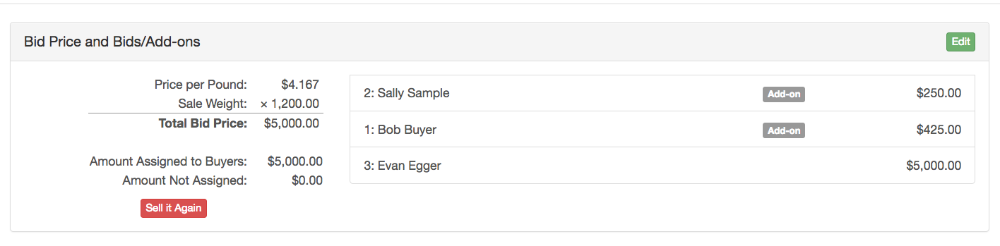 Bid Price and Bids/Add-ons
Edit
Price per Pound: $4.167
Sale Weight: × 1,200.00
Total Bid Price: $5,000.00
Amount Assigned to Buyers: $5,000.00
Amount Not Assigned: $0.00
Sell it Again
2: Sally Sample Add-on $250.00
1: Bob Buyer Add-on $425.00
3: Evan Egger $5,000.00